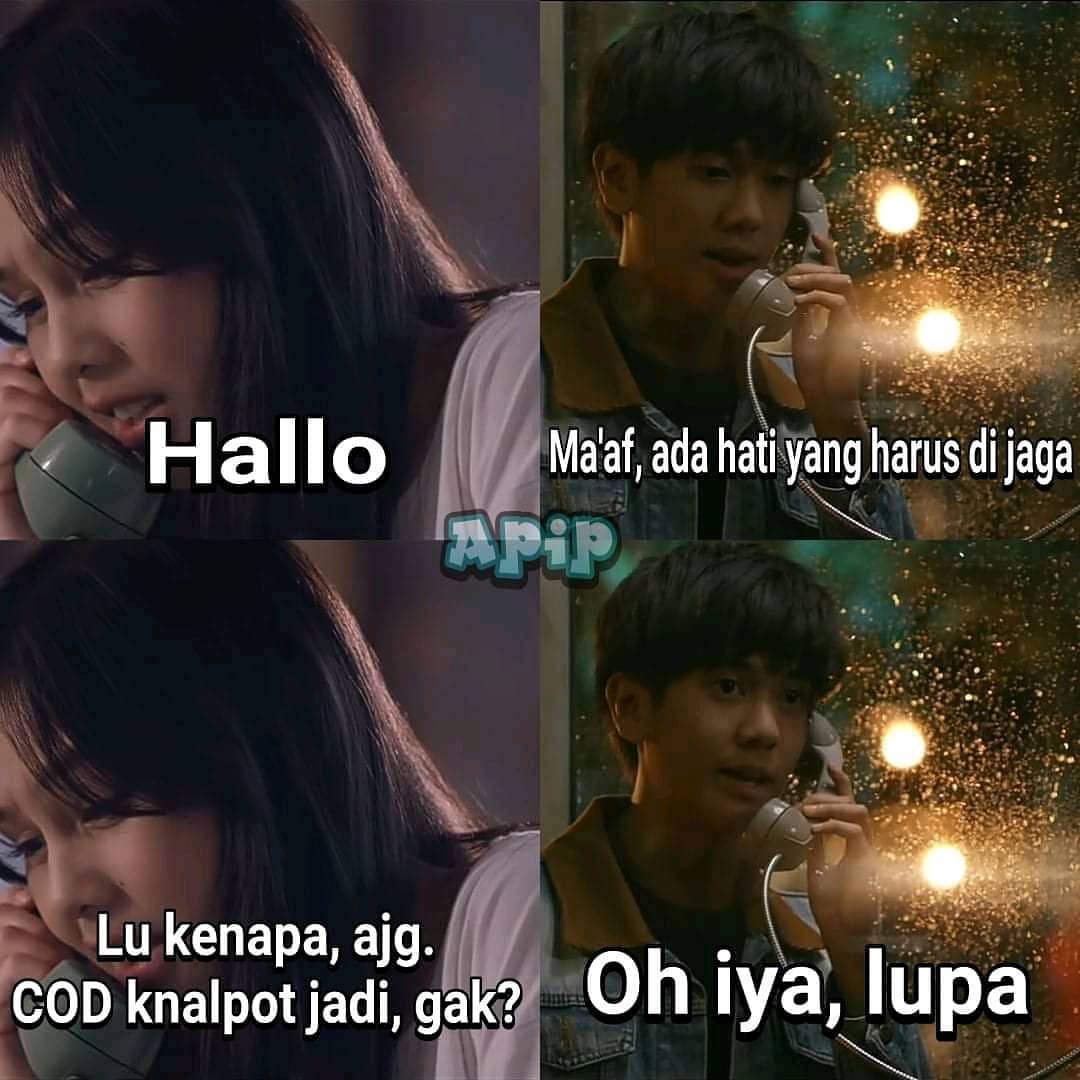 Hallo
Ma'af, ada hati yang harus di jaga
Apip
Lu kenapa, ajg.
COD knalpot jadi, gak?
Oh iya, lupa